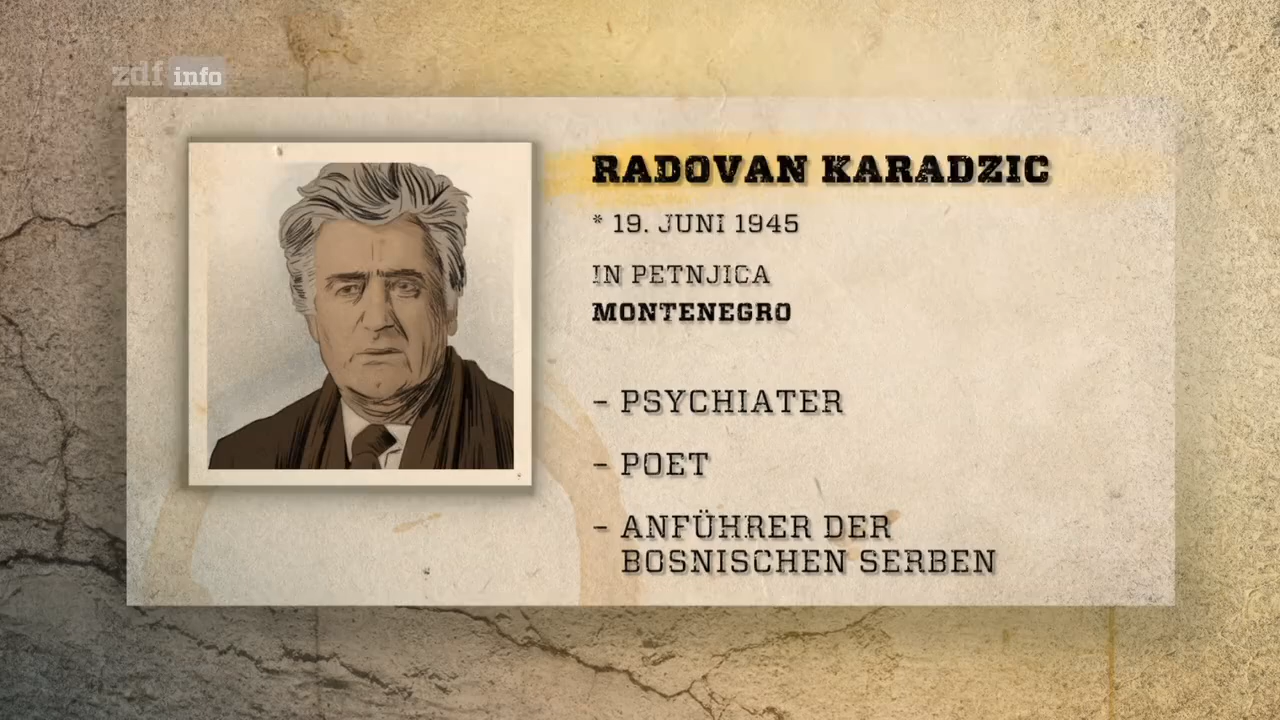 zdf info
RADOVAN KARADZIC
* 19. JUNI 1945
IN PETNJICA
MONTENEGRO
- PSYCHIATER
- POET
- ANFÜHRER DER
BOSNISCHEN SERBEN